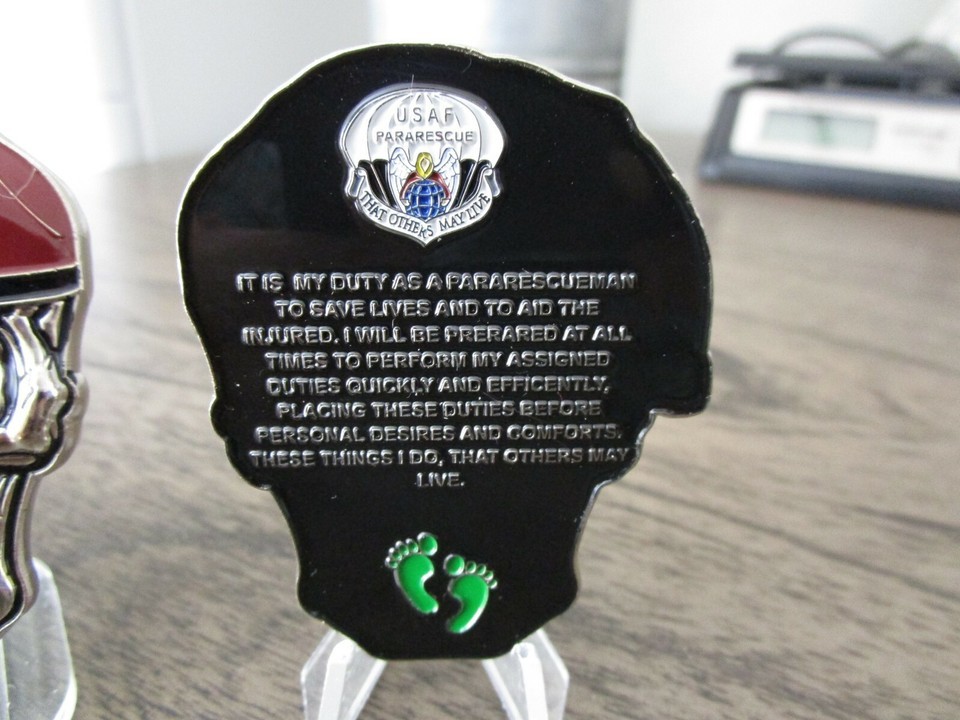 USAF
PARARESCUE
THAT OTHERS MAY LIVE
IT IS MY DUTY AS A PARARESCUEMAN
TO SAVE LIVES AND TO AID THE
INJURED. I WILL BE PRERARED AT ALL
TIMES TO PERFORM MY ASSIGNED
DUTIES QUICKLY AND EFFICENTLY,
PLACING THESE DUTIES BEFORE
PERSONAL DESIRES AND COMFORTS.
THESE THINGS I DO, THAT OTHERS MAY
LIVE.